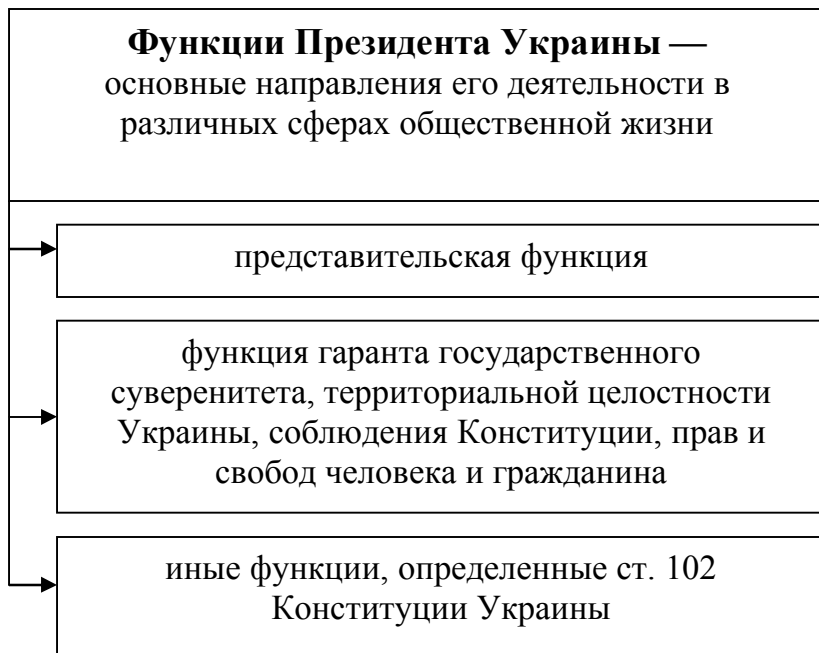 Функции Президента Украины —
основные направления его деятельности в
различных сферах общественной жизни
представительская функция
функция гаранта государственного
суверенитета, территориальной целостности
Украины, соблюдения Конституции, прав и
свобод человека и гражданина
иные функции, определенные ст. 102
Конституции Украины